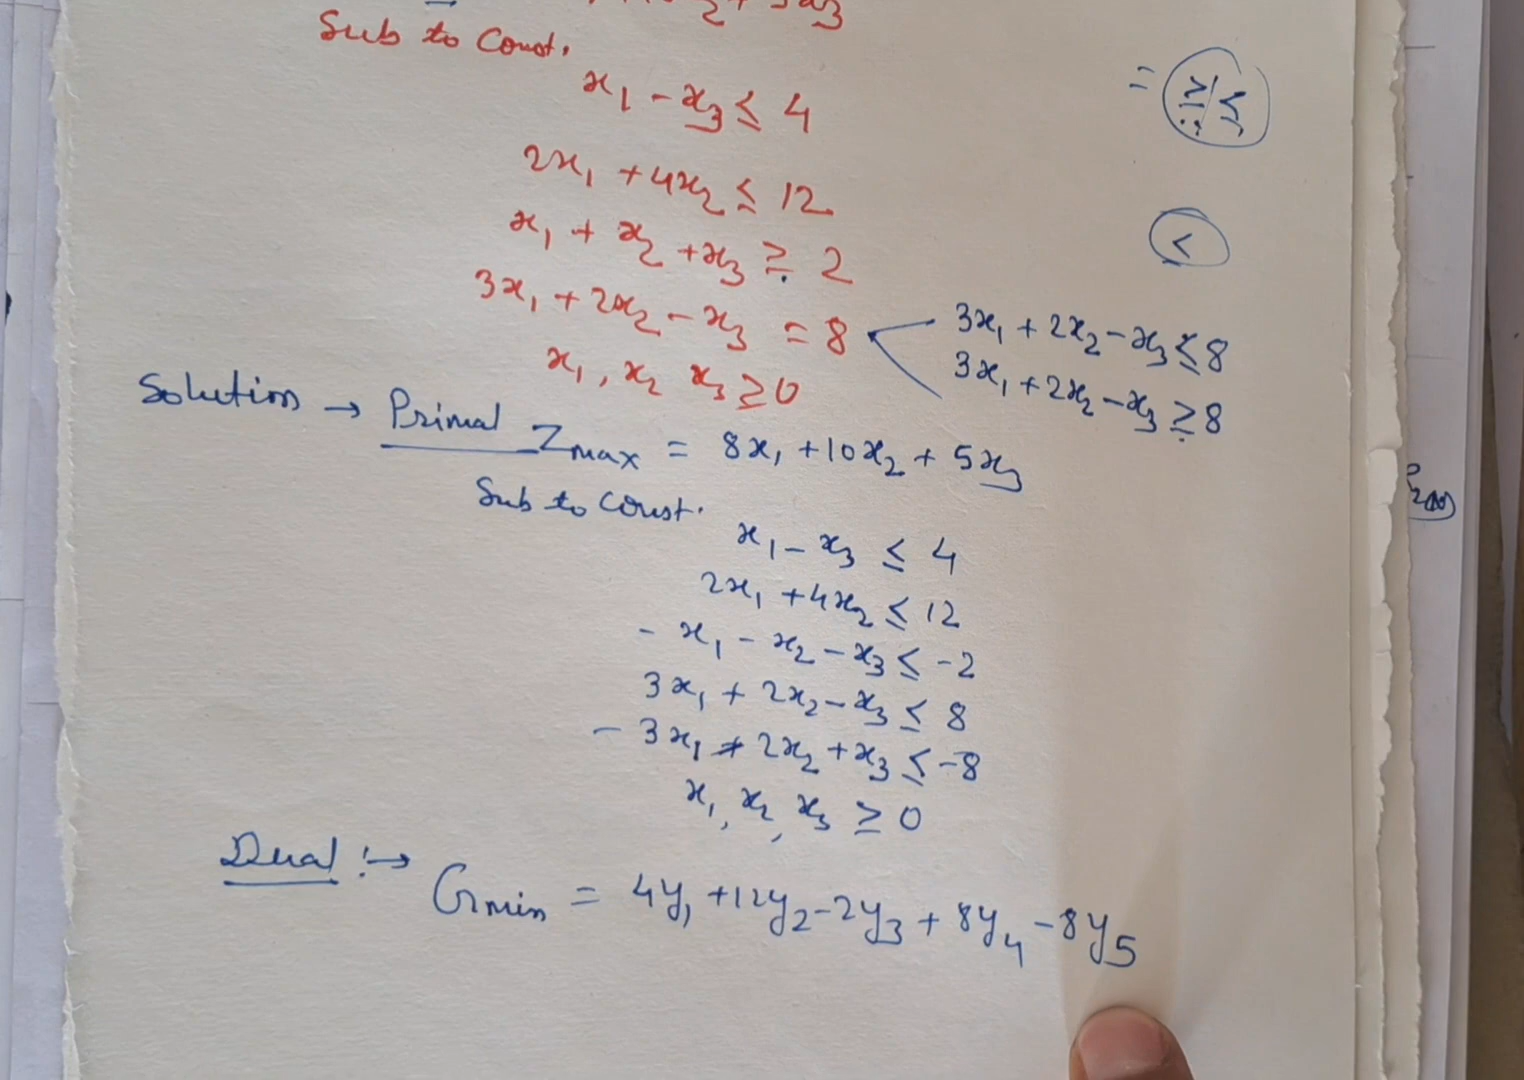 Sub to Const.
x₁ - x₃ ≤ 4
= ≥/≤
2x₁ + 4x₂ ≤ 12
x₁ + x₂ + x₃ ≥ 2
<
3x₁ + 2x₂ - x₃ = 8
3x₁ + 2x₂ - x₃ ≤ 8
3x₁ + 2x₂ - x₃ ≥ 8
x₁, x₂ x₃ ≥ 0
Solution → Primal Zmax = 8x₁ + 10x₂ + 5x₃
Sub to Const.
x₁ - x₃ ≤ 4
2x₁ + 4x₂ ≤ 12
- x₁ - x₂ - x₃ ≤ -2
3x₁ + 2x₂ - x₃ ≤ 8
- 3x₁ - 2x₂ + x₃ ≤ -8
x₁, x₂, x₃ ≥ 0
Dual :→ Gmin = 4y₁ + 12y₂ - 2y₃ + 8y₄ - 8y₅